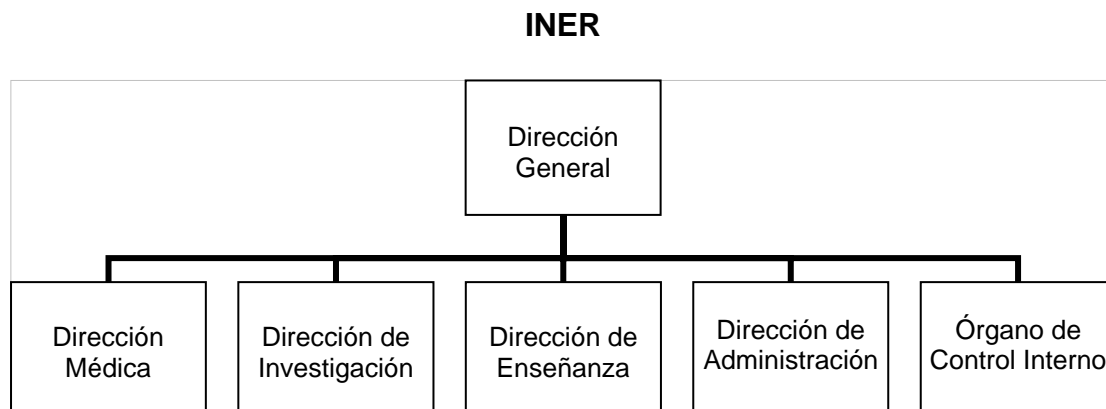 INER
Dirección
General
Dirección
Médica
Dirección de
Investigación
Dirección de
Enseñanza
Dirección de
Administración
Órgano de
Control Interno